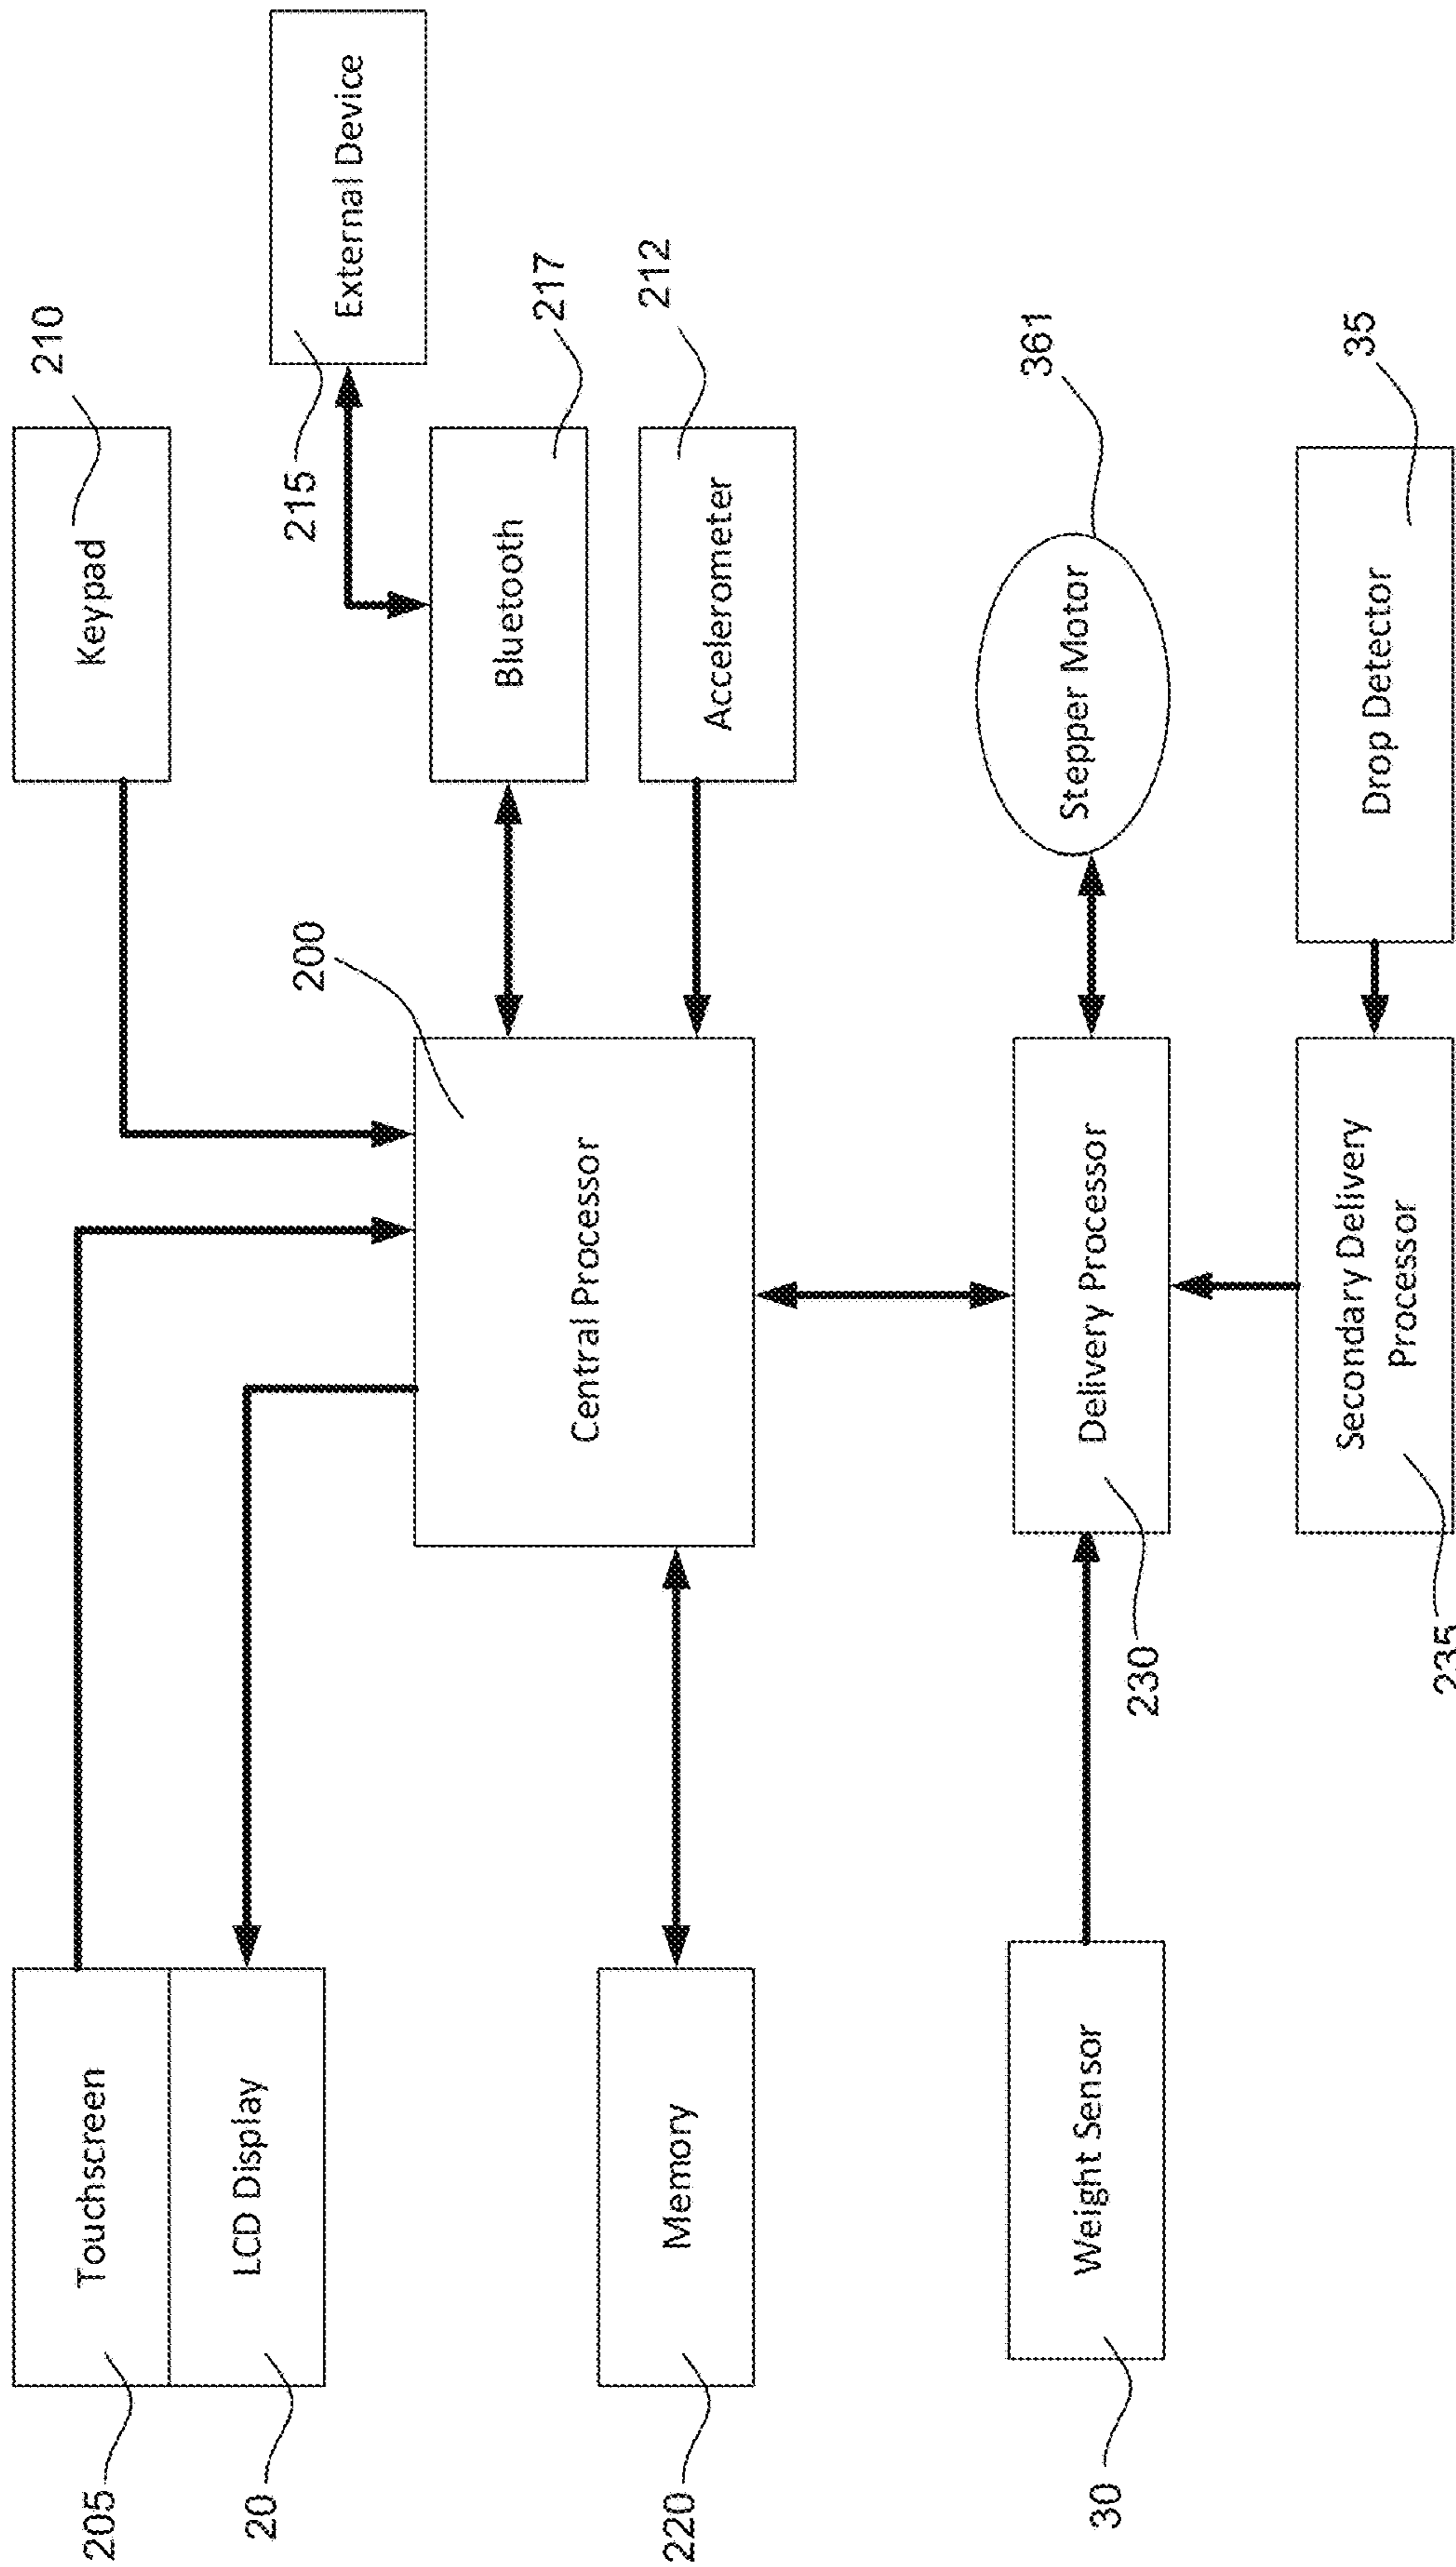 210
Keypad
External Device
215
Touchscreen
205
LCD Display
20
200
Bluetooth
217
Central Processor
Accelerometer
212
Memory
220
361
Stepper Motor
Delivery Processor
230
Weight Sensor
30
35
Drop Detector
Secondary Delivery
Processor
235